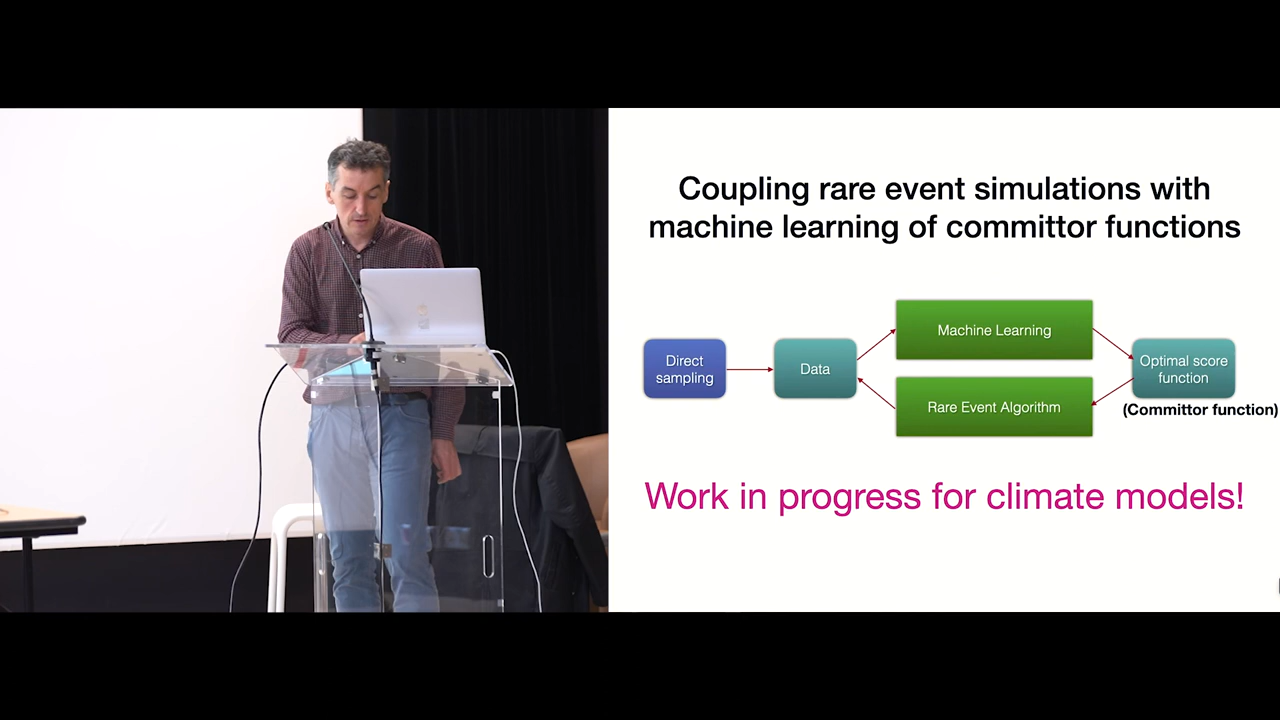 Coupling rare event simulations with
machine learning of committor functions
Direct
sampling
Data
Machine Learning
Rare Event Algorithm
Optimal score
function
(Committor function)
Work in progress for climate models!